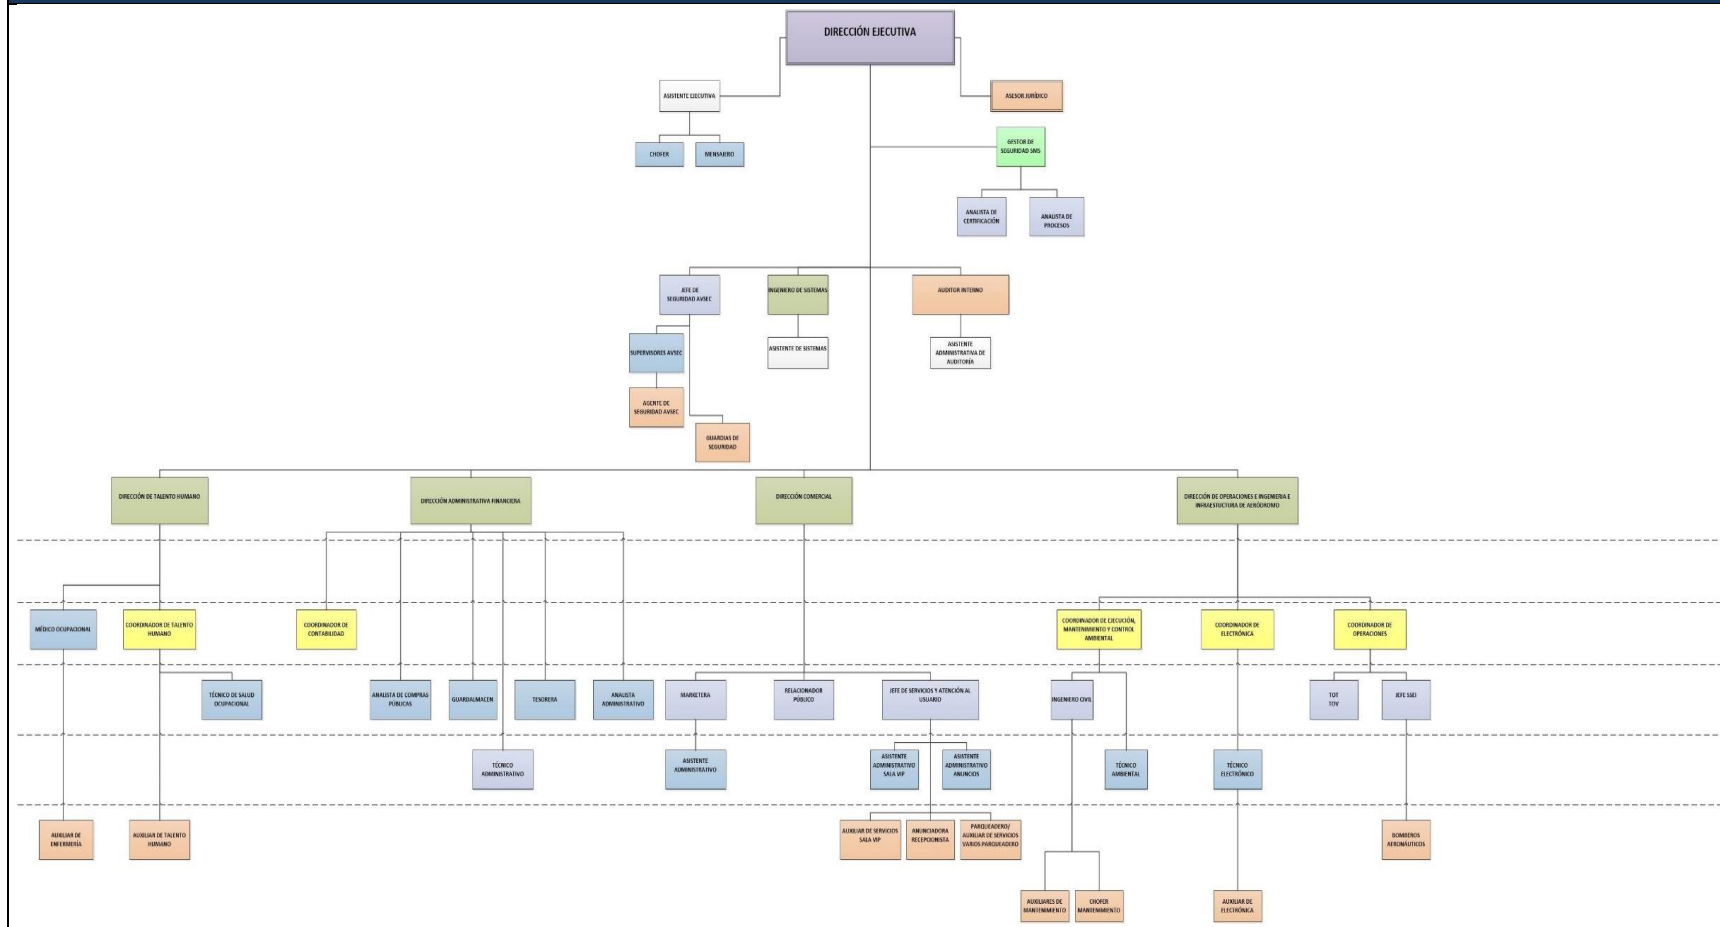 DIRECCIÓN EJECUTIVA
ASISTENTE EJECUTIVA
ASESOR JURÍDICO
CHOFER
MENSAJERO
GESTOR DE
SEGURIDAD SMS
ANALISTA DE
CERTIFICACIÓN
ANALISTA DE
PROCESOS
JEFE DE
SEGURIDAD AVSEC
INGENIERO DE SISTEMAS
AUDITOR INTERNO
SUPERVISORES AVSEC
ASISTENTE DE SISTEMAS
ASISTENTE
ADMINISTRATIVA DE
AUDITORÍA
AGENTE DE
SEGURIDAD AVSEC
GUARDIAS DE
SEGURIDAD
DIRECCIÓN DE TALENTO HUMANO
DIRECCIÓN ADMINISTRATIVA FINANCIERA
DIRECCIÓN COMERCIAL
DIRECCIÓN DE OPERACIONES E INGENIERIA E
INFRAESTUCTURA DE AERÓDROMO
MÉDICO OCUPACIONAL
COORDINADOR DE TALENTO
HUMANO
COORDINADOR DE
CONTABILIDAD
COORDINADOR DE EJECUCIÓN,
MANTENIMIENTO Y CONTROL
AMBIENTAL
COORDINADOR DE
ELECTRÓNICA
COORDINADOR DE
OPERACIONES
TÉCNICO DE SALUD
OCUPACIONAL
ANALISTA DE COMPRAS
PÚBLICAS
GUARDALMACEN
TESORERA
ANALISTA
ADMINISTRATIVO
MARKETERA
RELACIONADOR
PÚBLICO
JEFE DE SERVICIOS Y ATENCIÓN AL
USUARIO
INGENIERO CIVIL
TOT
TOV
JEFE SSEI
TÉCNICO
ADMINISTRATIVO
ASISTENTE
ADMINISTRATIVO
ASISTENTE
ADMINISTRATIVO
SALA VIP
ASISTENTE
ADMINISTRATIVO
ANUNCIOS
TÉCNICO
AMBIENTAL
TÉCNICO
ELECTRÓNICO
AUXILIAR DE
ENFERMERÍA
AUXILIAR DE TALENTO
HUMANO
AUXILIAR DE SERVICIOS
SALA VIP
ANUNCIADORA
RECEPCIONISTA
PARQUEADERO/
AUXILIAR DE SERVICIOS
VARIOS PARQUEADERO
BOMBEROS
AERONÁUTICOS
AUXILIARES DE
MANTENIMIENTO
CHOFER
MANTENIMIENTO
AUXILIAR DE
ELECTRÓNICA